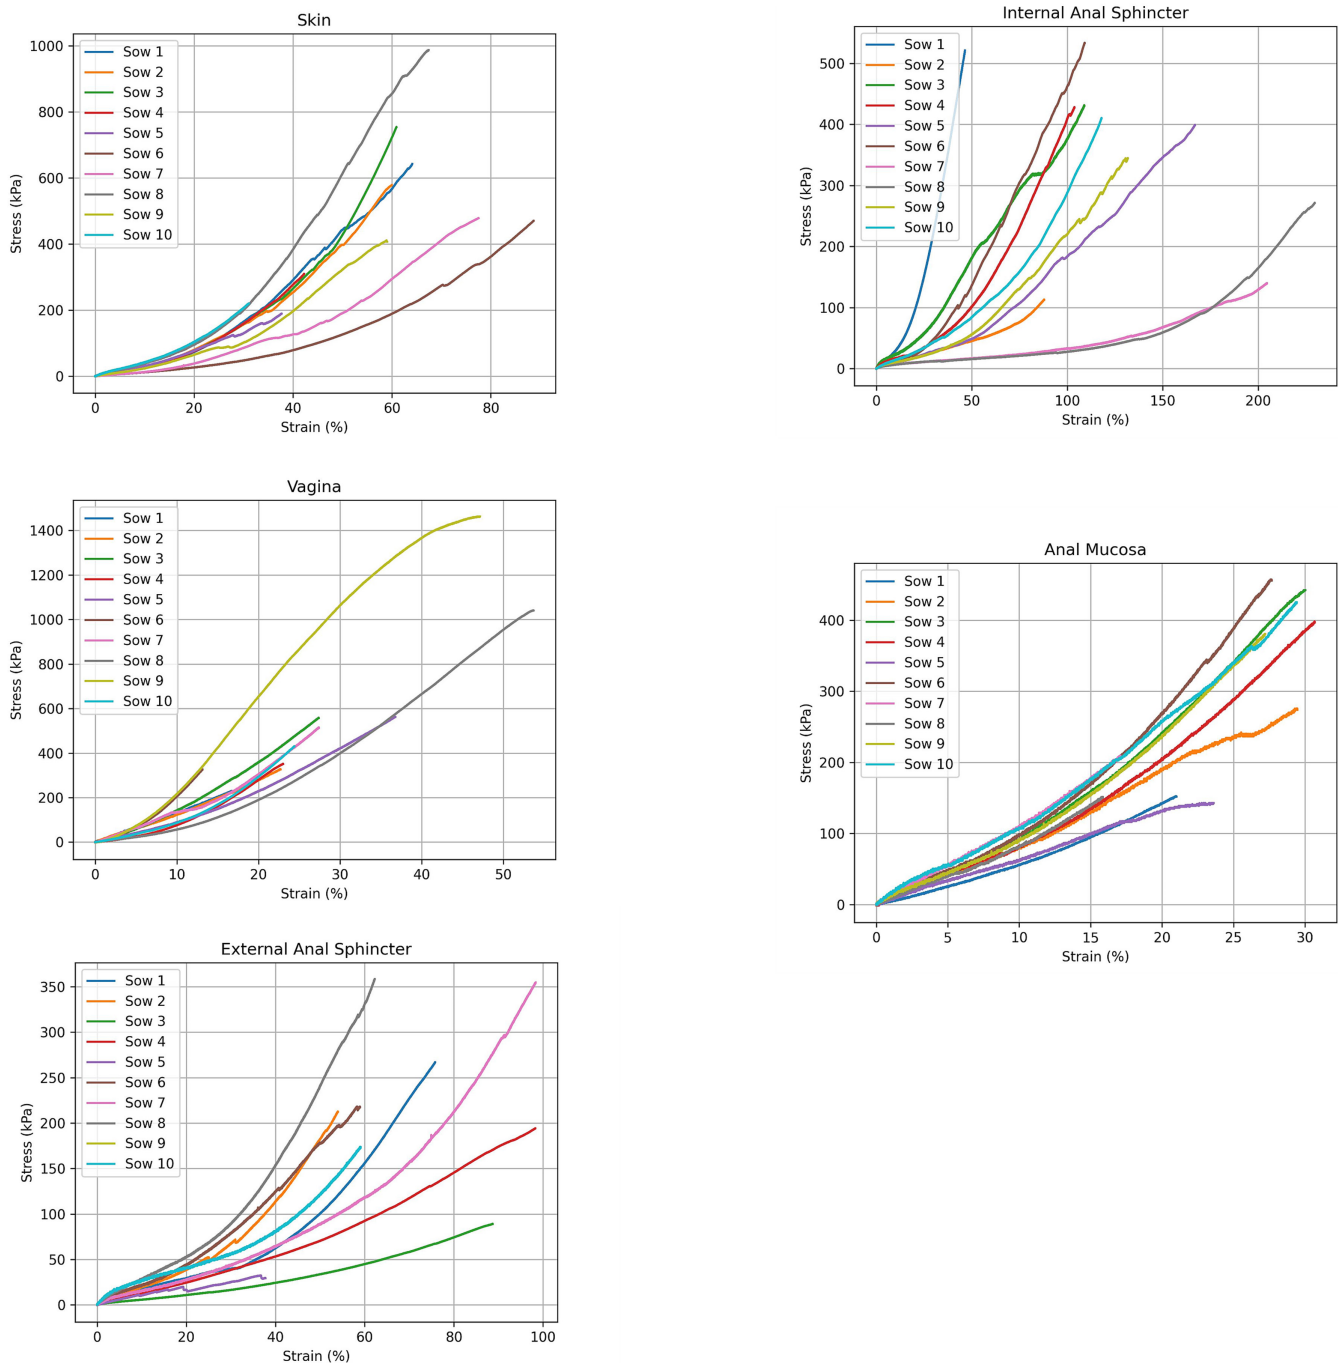 Skin
1000
800
600
400
200
0
Stress (kPa)
Sow 1
Sow 2
Sow 3
Sow 4
Sow 5
Sow 6
Sow 7
Sow 8
Sow 9
Sow 10
0 20 40 60 80
Strain (%)
Internal Anal Sphincter
500
400
300
200
100
0
Stress (kPa)
Sow 1
Sow 2
Sow 3
Sow 4
Sow 5
Sow 6
Sow 7
Sow 8
Sow 9
Sow 10
0 50 100 150 200
Strain (%)
Vagina
1400
1200
1000
800
600
400
200
0
Stress (kPa)
Sow 1
Sow 2
Sow 3
Sow 4
Sow 5
Sow 6
Sow 7
Sow 8
Sow 9
Sow 10
0 10 20 30 40 50
Strain (%)
Anal Mucosa
400
300
200
100
0
Stress (kPa)
Sow 1
Sow 2
Sow 3
Sow 4
Sow 5
Sow 6
Sow 7
Sow 8
Sow 9
Sow 10
0 5 10 15 20 25 30
Strain (%)
External Anal Sphincter
350
300
250
200
150
100
50
0
Stress (kPa)
Sow 1
Sow 2
Sow 3
Sow 4
Sow 5
Sow 6
Sow 7
Sow 8
Sow 9
Sow 10
0 20 40 60 80 100
Strain (%)